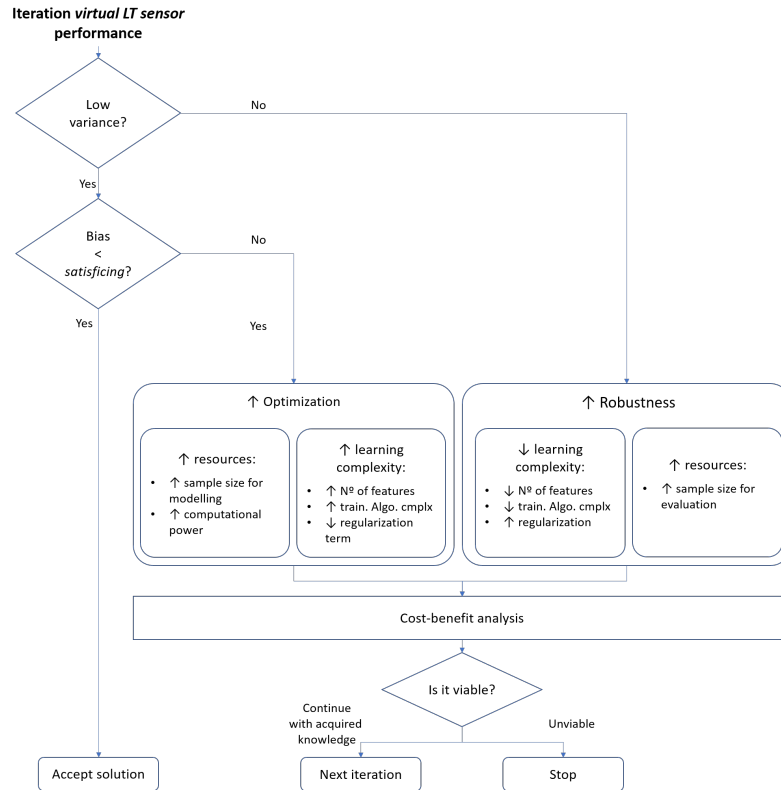 Iteration virtual LT sensor
performance
Low
variance?
No
Yes
Bias
<
satisficing?
No
Yes
Yes
↑ Optimization
↑ resources:
• ↑ sample size for
modelling
• ↑ computational
power
↑ learning
complexity:
• ↑ Nº of features
• ↑ train. Algo. cmplx
• ↓ regularization
term
↑ Robustness
↓ learning
complexity:
• ↓ Nº of features
• ↓ train. Algo. cmplx
• ↑ regularization
↑ resources:
• ↑ sample size for
evaluation
Cost-benefit analysis
Is it viable?
Continue
with acquired
knowledge
Unviable
Accept solution
Next iteration
Stop